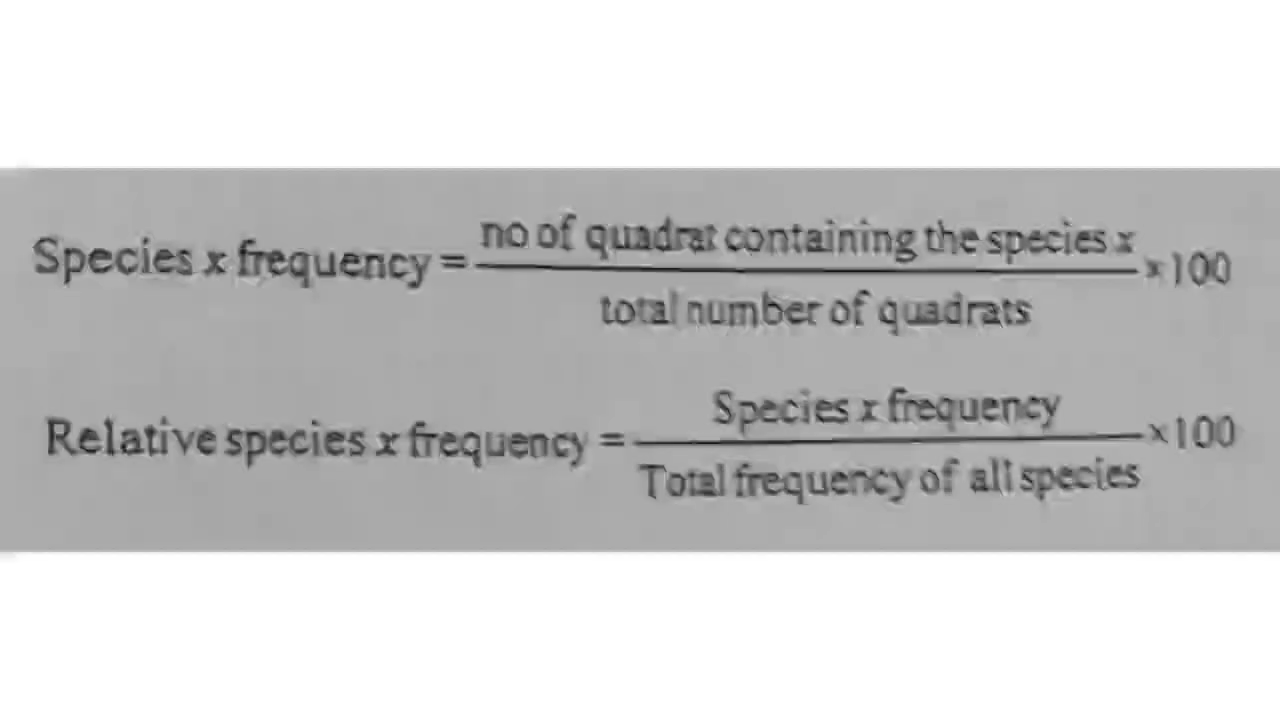 Species x frequency = no of quadrat containing the species x / total number of quadrats ×100
Relative species x frequency = Species x frequency / Total frequency of all species ×100